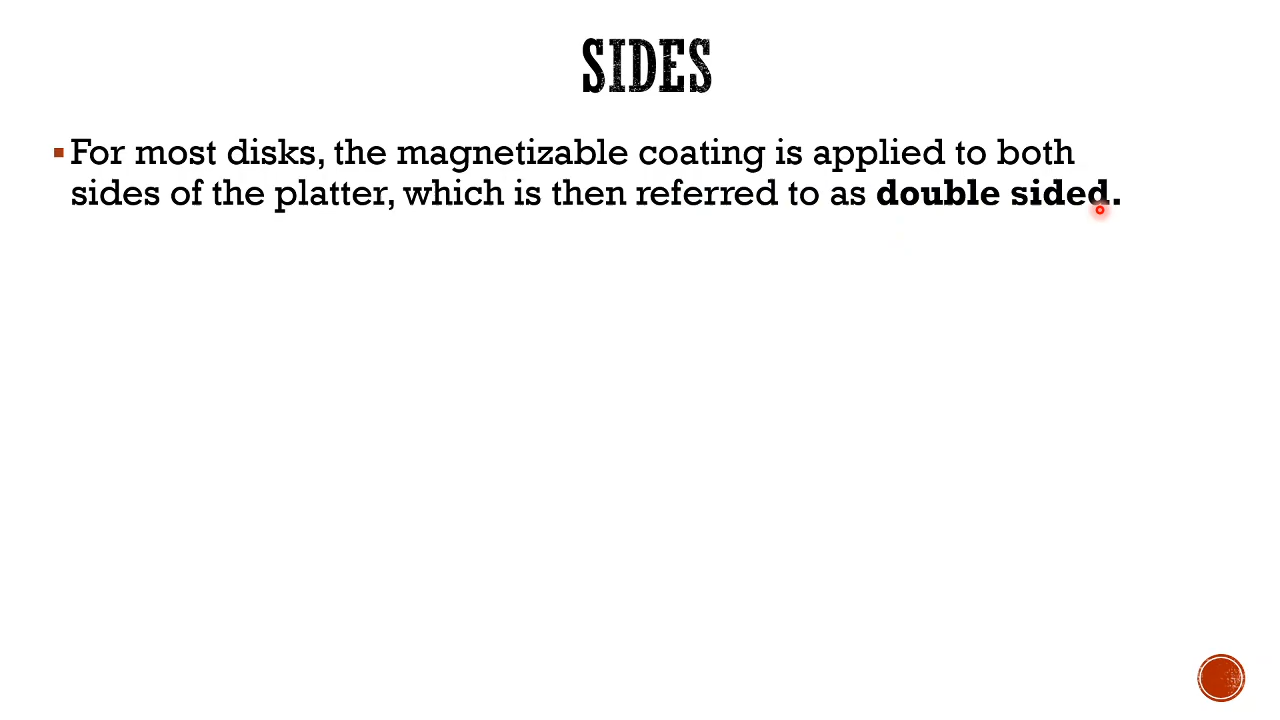 SIDES
For most disks, the magnetizable coating is applied to both
sides of the platter, which is then referred to as double sided.